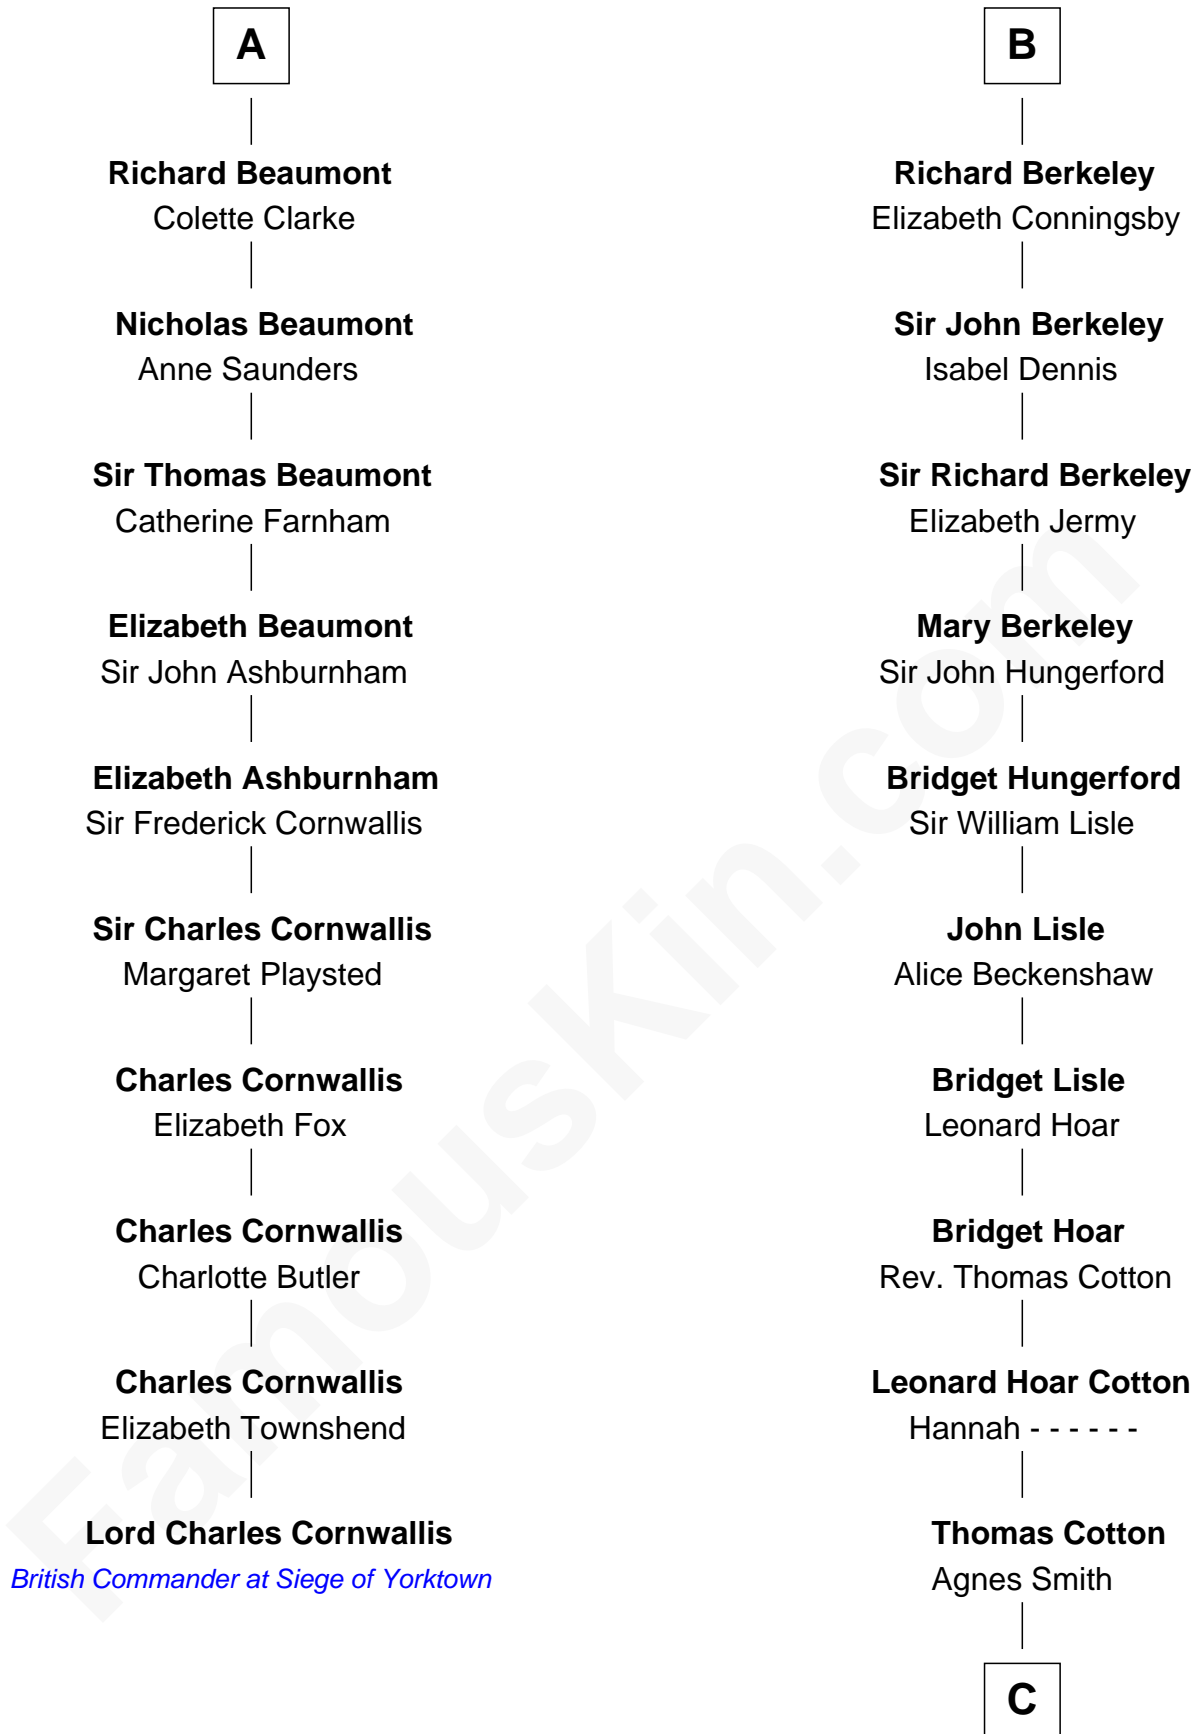 A
Richard Beaumont
Colette Clarke
Nicholas Beaumont
Anne Saunders
Sir Thomas Beaumont
Catherine Farnham
Elizabeth Beaumont
Sir John Ashburnham
Elizabeth Ashburnham
Sir Frederick Cornwallis
Sir Charles Cornwallis
Margaret Playsted
Charles Cornwallis
Elizabeth Fox
Charles Cornwallis
Charlotte Butler
Charles Cornwallis
Elizabeth Townshend
Lord Charles Cornwallis
British Commander at Siege of Yorktown
B
Richard Berkeley
Elizabeth Conningsby
Sir John Berkeley
Isabel Dennis
Sir Richard Berkeley
Elizabeth Jermy
Mary Berkeley
Sir John Hungerford
Bridget Hungerford
Sir William Lisle
John Lisle
Alice Beckenshaw
Bridget Lisle
Leonard Hoar
Bridget Hoar
Rev. Thomas Cotton
Leonard Hoar Cotton
Hannah - - - - - -
Thomas Cotton
Agnes Smith
C
FamousKin.com